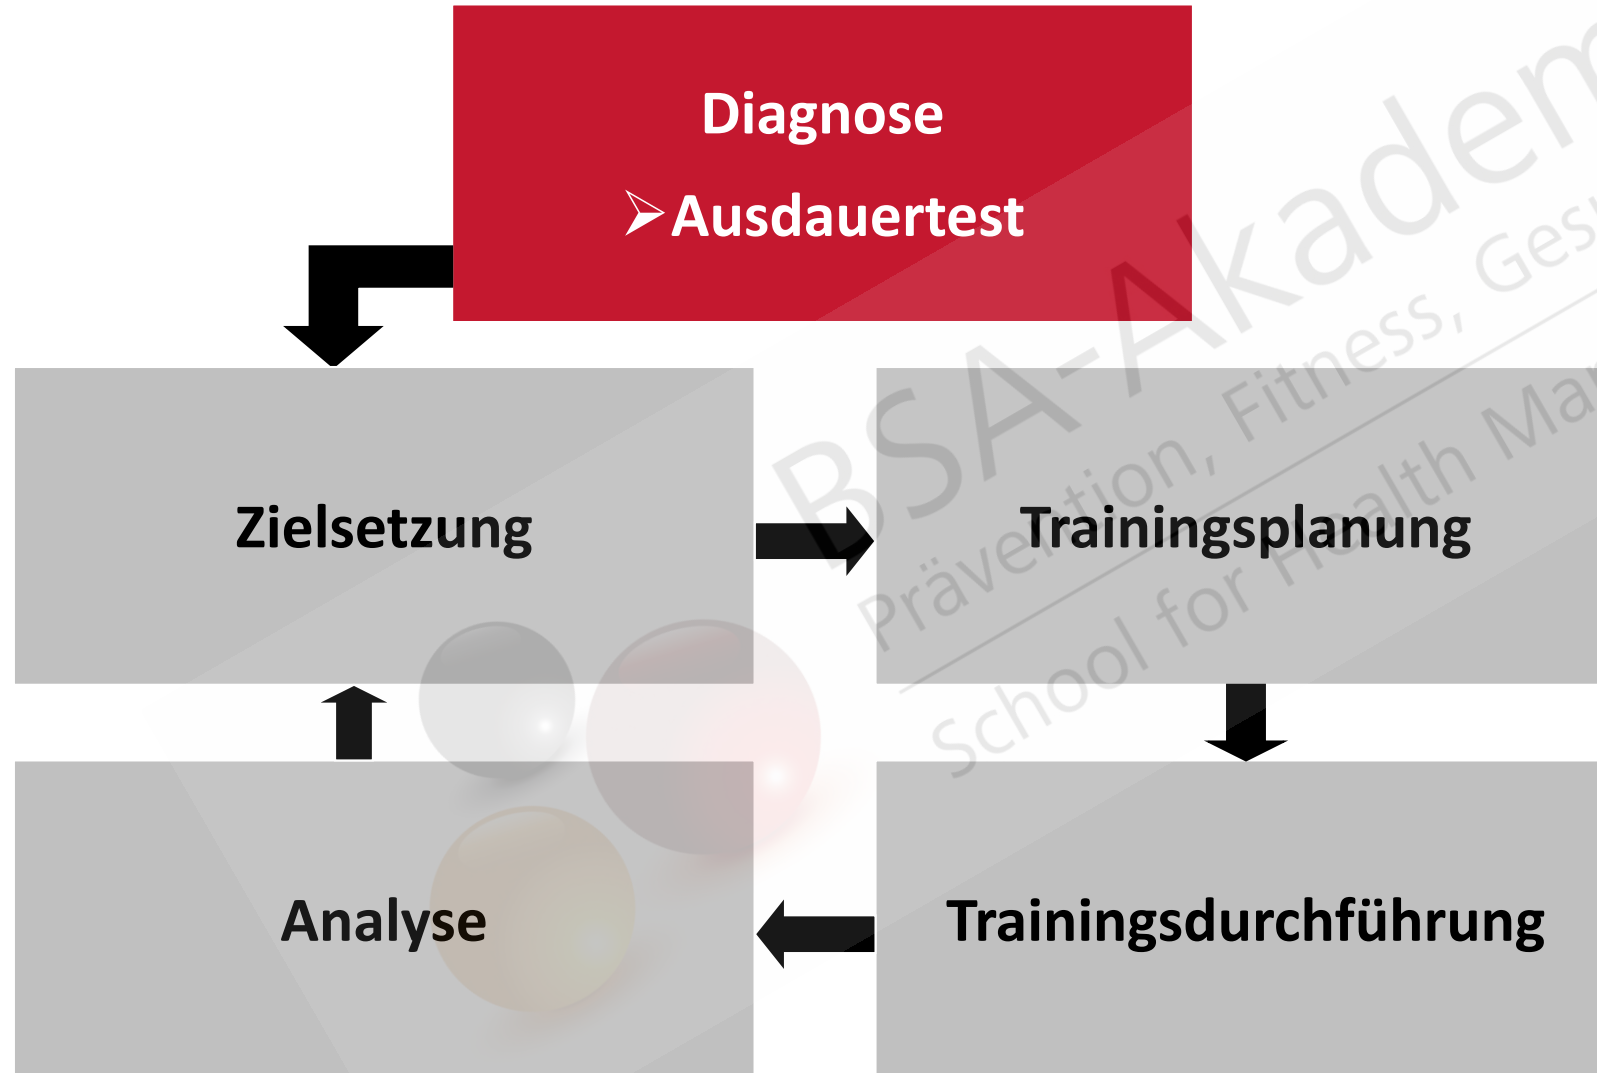 Diagnose
➢Ausdauertest
Zielsetzung
Trainingsplanung
Analyse
Trainingsdurchführung
BSA-Akadem
Prävention, Fitness, Ges
School for Health Ma